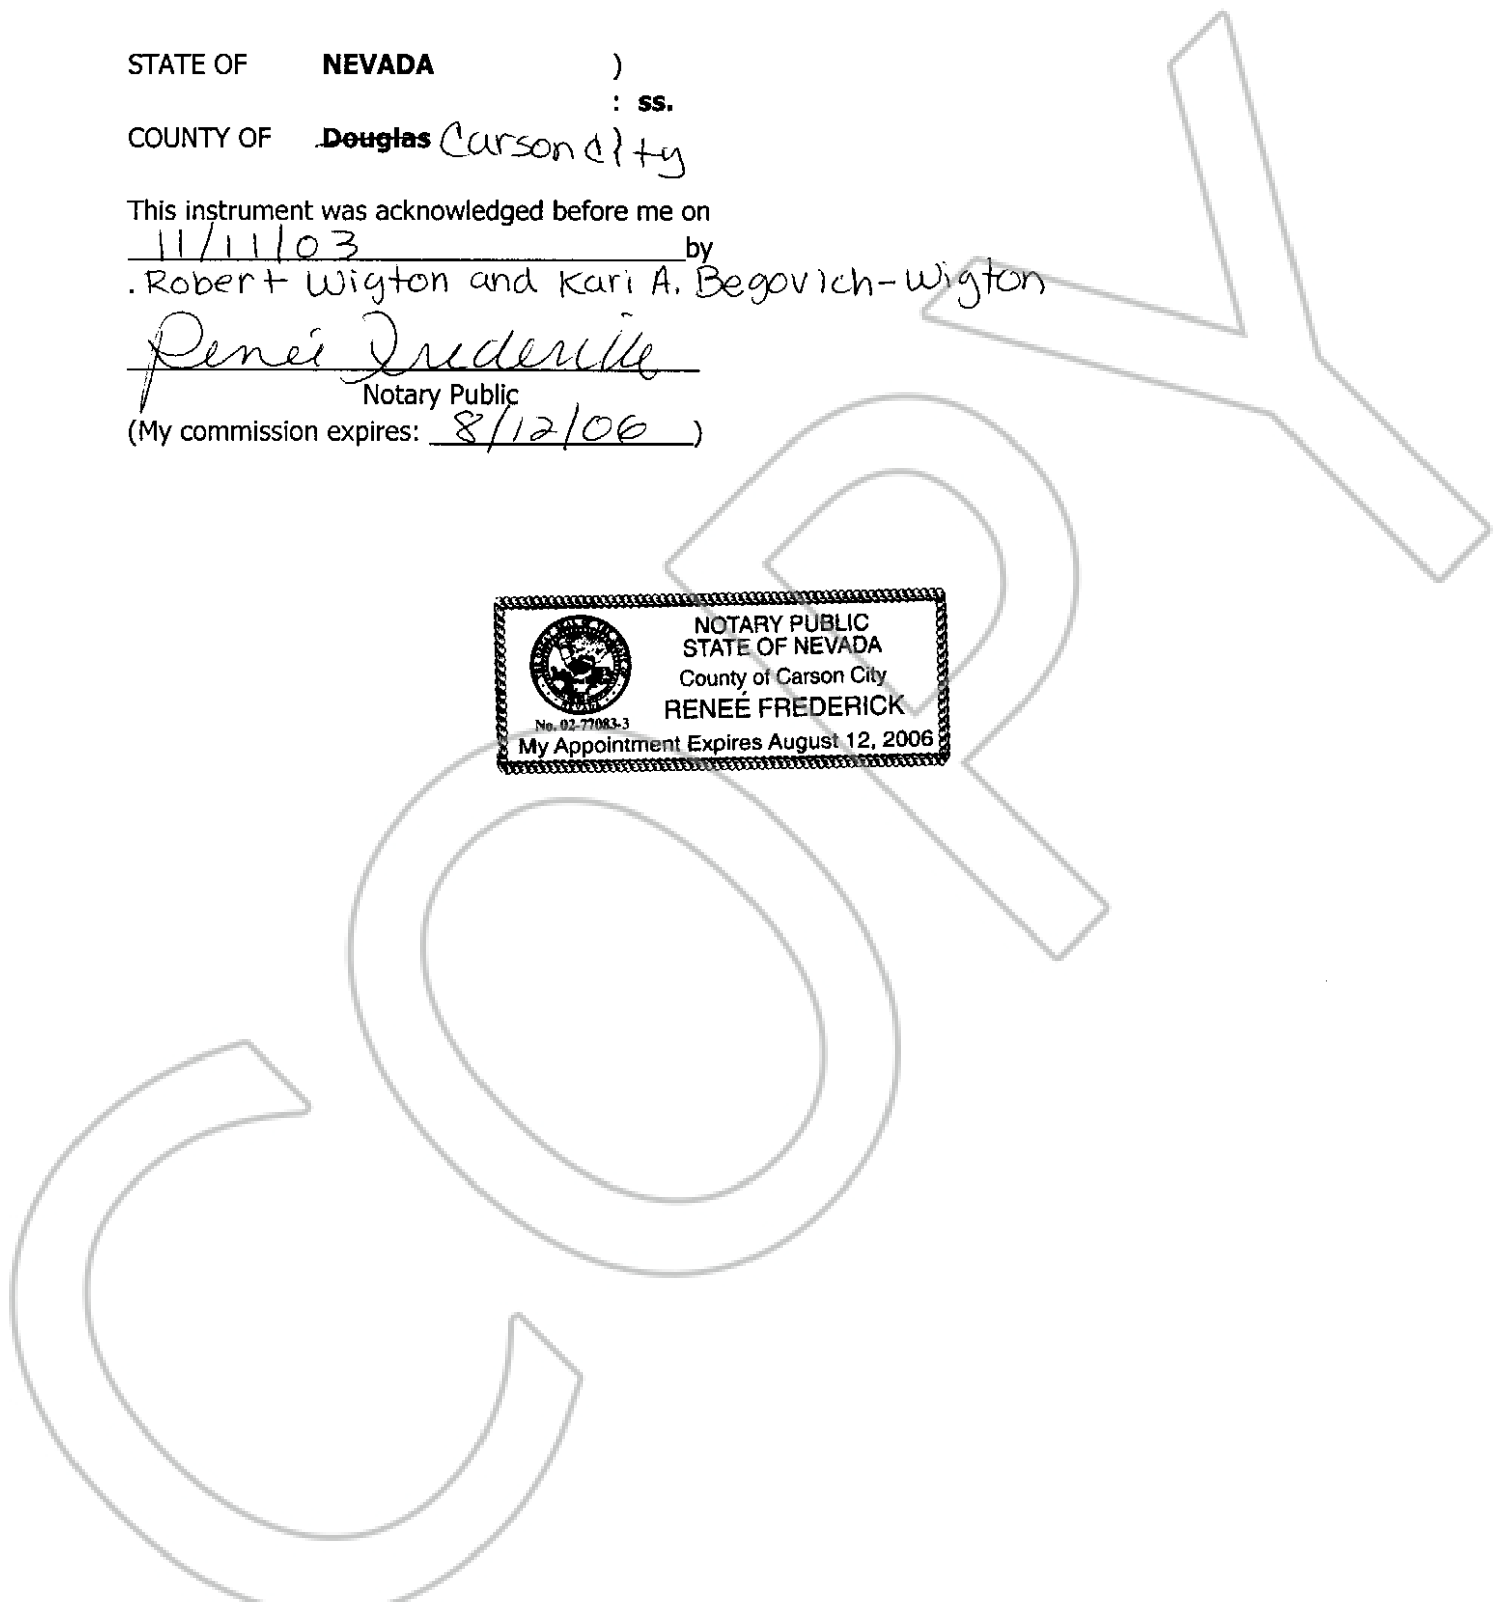 STATE OF NEVADA )
: ss.
COUNTY OF Douglas Carson City
This instrument was acknowledged before me on
11/11/03 by
. Robert Wigton and Kari A. Begovich-Wigton
Reneé Frederick
Notary Public
(My commission expires: 8/12/06 )
NOTARY PUBLIC
STATE OF NEVADA
County of Carson City
RENEÉ FREDERICK
No. 02-77083-3
My Appointment Expires August 12, 2006
COPY